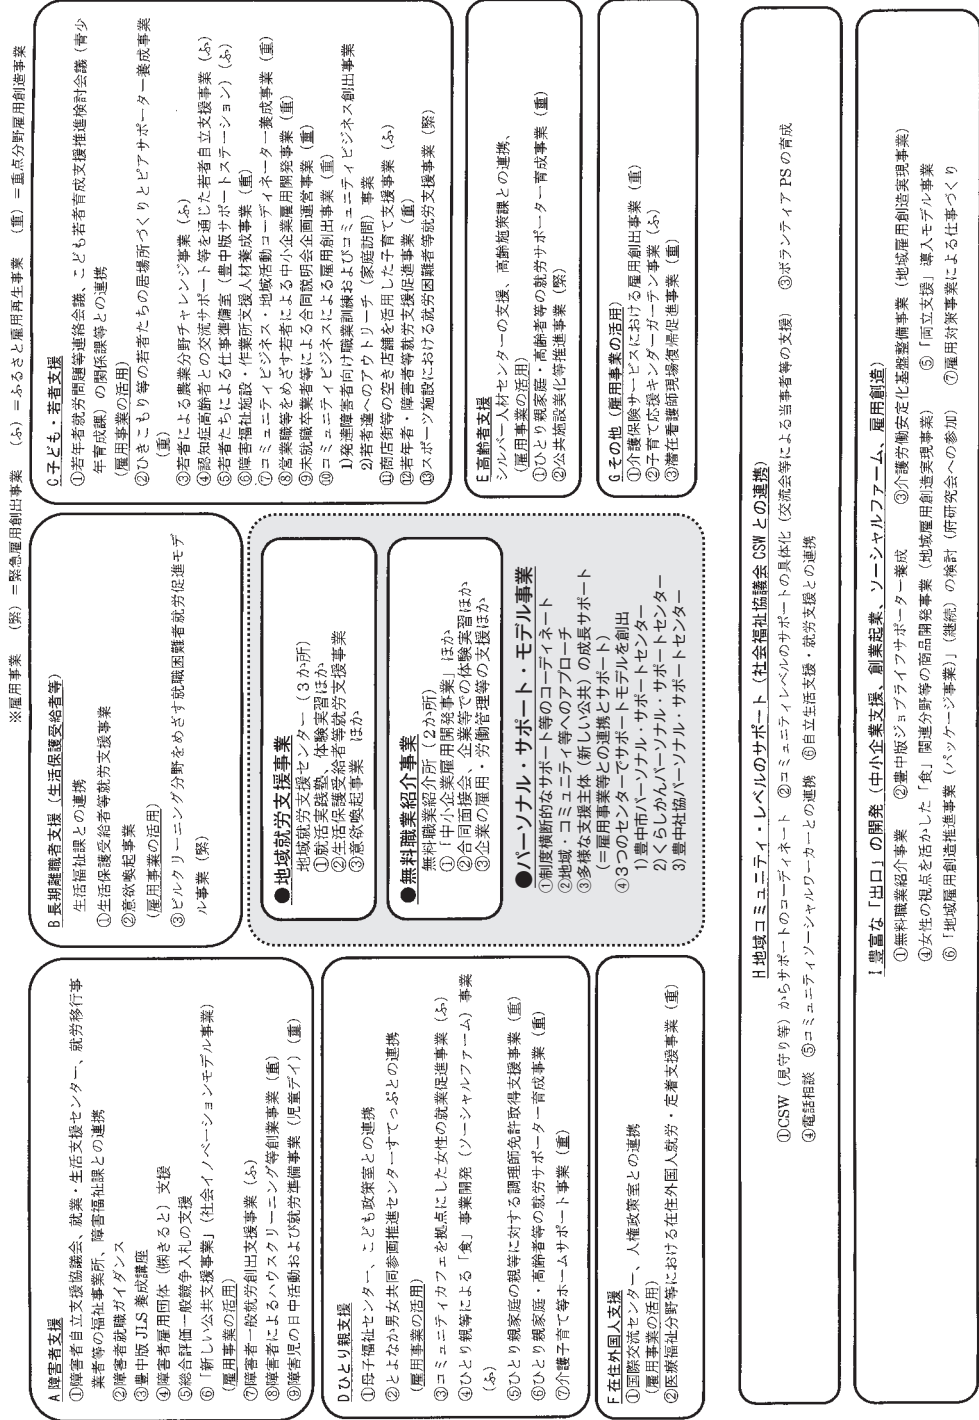 ※雇用事業　（緊）＝緊急雇用創出事業　（ふ）＝ふるさと雇用再生事業　（重）＝重点分野雇用創造事業
A 障害者支援
①障害者自立支援協議会、就業・生活支援センター、就労移行事
業者等の福祉事業所、障害福祉課との連携
②障害者就職ガイダンス
③豊中版 JLS 養成講座
④障害者雇用団体（㈱きると）支援
⑤総合評価一般競争入札の支援
⑥「新しい公共支援事業」（社会イノベーションモデル事業）
（雇用事業の活用）
⑦障害者一般就労創出支援事業（ふ）
⑧障害者によるハウスクリーニング等創業事業（重）
⑨障害児の日中活動および就労準備事業（児童デイ）（重）
B 長期離職者支援（生活保護受給者等）
生活福祉課との連携
①生活保護受給者等就労支援事業
②意欲喚起事業
（雇用事業の活用）
③ビルクリーニング分野をめざす就職困難者就労促進モデ
ル事業（緊）
C 子ども・若者支援
①若年者就労問題等連絡会議、こども若者育成支援推進検討会議（青少
年育成課）の関係課等との連携
（雇用事業の活用）
②ひきこもり等の若者たちの居場所づくりとピアサポーター養成事業
（重）
③若者による農業分野チャレンジ事業（ふ）
④認知症高齢者との交流サポート等を通じた若者自立支援事業（ふ）
⑤若者たちによる仕事準備室（豊中版サポートステーション）（ふ）
⑥障害福祉施設・作業所支援人材養成事業（重）
⑦コミュニティビジネス・地域活動コーディネーター養成事業（重）
⑧営業職等をめざす若者による中小企業雇用開発事業（重）
⑨未就職卒業者等による合同説明会企画運営事業（重）
⑩コミュニティビジネスによる雇用創出事業（重）
1)発達障害者向け職業訓練およびコミュニティビジネス創出事業
2)若者達へのアウトリーチ（家庭訪問）事業
⑪商店街等の空き店舗を活用した子育て支援事業（ふ）
⑫若年者・障害者等就労支援促進事業（重）
⑬スポーツ施設における就労困難者等就労支援事業（緊）
D ひとり親支援
①母子福祉センター、こども政策室との連携
②とよなか男女共同参画推進センターすてっぷとの連携
（雇用事業の活用）
③コミュニティカフェを拠点にした女性の就業促進事業（ふ）
④ひとり親等による「食」事業開発（ソーシャルファーム）事業
（ふ）
⑤ひとり親家庭の親等に対する調理師免許取得支援事業（重）
⑥ひとり親家庭・高齢者等の就労サポーター育成事業（重）
⑦介護子育て等ホームサポート事業（重）
●地域就労支援事業
地域就労支援センター（3か所）
①就活実践塾、体験実習ほか
②生活保護受給者等就労支援事業
③意欲喚起事業　ほか
●無料職業紹介事業
無料職業紹介所（2か所）
①「中小企業雇用開発事業」ほか
②合同面接会、企業等での体験実習ほか
③企業の雇用・労働管理等の支援ほか
●パーソナル・サポート・モデル事業
①制度横断的なサポート等のコーディネート
②地域・コミュニティ等へのアプローチ
③多様な支援主体（新しい公共）の成長サポート
（＝雇用事業等との連携とサポート）
④3つのセンターでサポートモデルを創出
1)豊中市パーソナル・サポートセンター
2)くらしかんパーソナル・サポートセンター
3)豊中社協パーソナル・サポートセンター
E 高齢者支援
シルバー人材センターの支援、高齢施策課との連携、
（雇用事業の活用）
①ひとり親家庭・高齢者等の就労サポーター育成事業（重）
②公共施設美化等推進事業（緊）
F 在住外国人支援
①国際交流センター、人権政策室との連携
（雇用事業の活用）
②医療福祉分野等における在住外国人就労・定着支援事業（重）
G その他（雇用事業の活用）
①介護保険サービスにおける雇用創出事業（重）
②子育て応援キンダーガーデン事業（ふ）
③潜在看護師現場復帰促進事業（重）
H 地域コミュニティ・レベルのサポート（社会福祉協議会 CSW との連携）
①CSW（見守り等）からサポートのコーディネート　②コミュニティレベルのサポートの具体化（交流会等による当事者等の支援）　③ボランティア PS の育成
④電話相談　⑤コミュニティソーシャルワーカーとの連携　⑥自立生活支援・就労支援との連携
I 豊富な「出口」の開発（中小企業支援、創業起業、ソーシャルファーム、雇用創造）
①無料職業紹介事業　②豊中版ジョブライフサポーター養成　③介護労働安定化基盤整備事業（地域雇用創造実現事業）
④女性の視点を活かした「食」関連分野等の商品開発事業（地域雇用創造実現事業）　⑤「両立支援」導入モデル事業
⑥「地域雇用創造推進事業（パッケージ事業）」（継続）の検討（府研究会への参加）　⑦雇用対策事業による仕事づくり